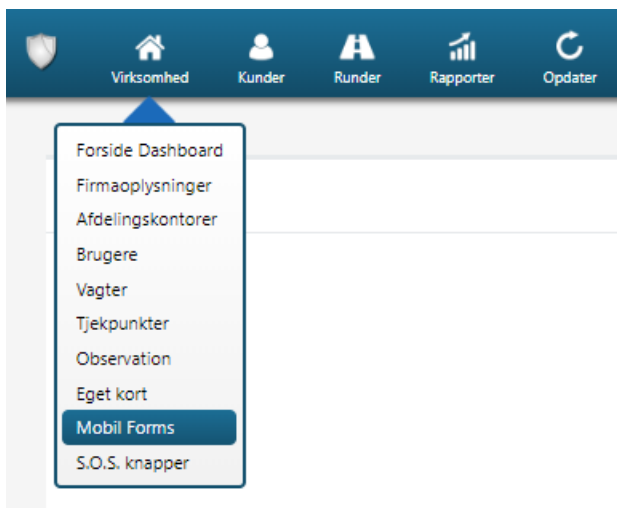 Virksomhed
Kunder
Runder
Rapporter
Opdater
Forside Dashboard
Firmaoplysninger
Afdelingskontorer
Brugere
Vagter
Tjekpunkter
Observation
Eget kort
Mobil Forms
S.O.S. knapper